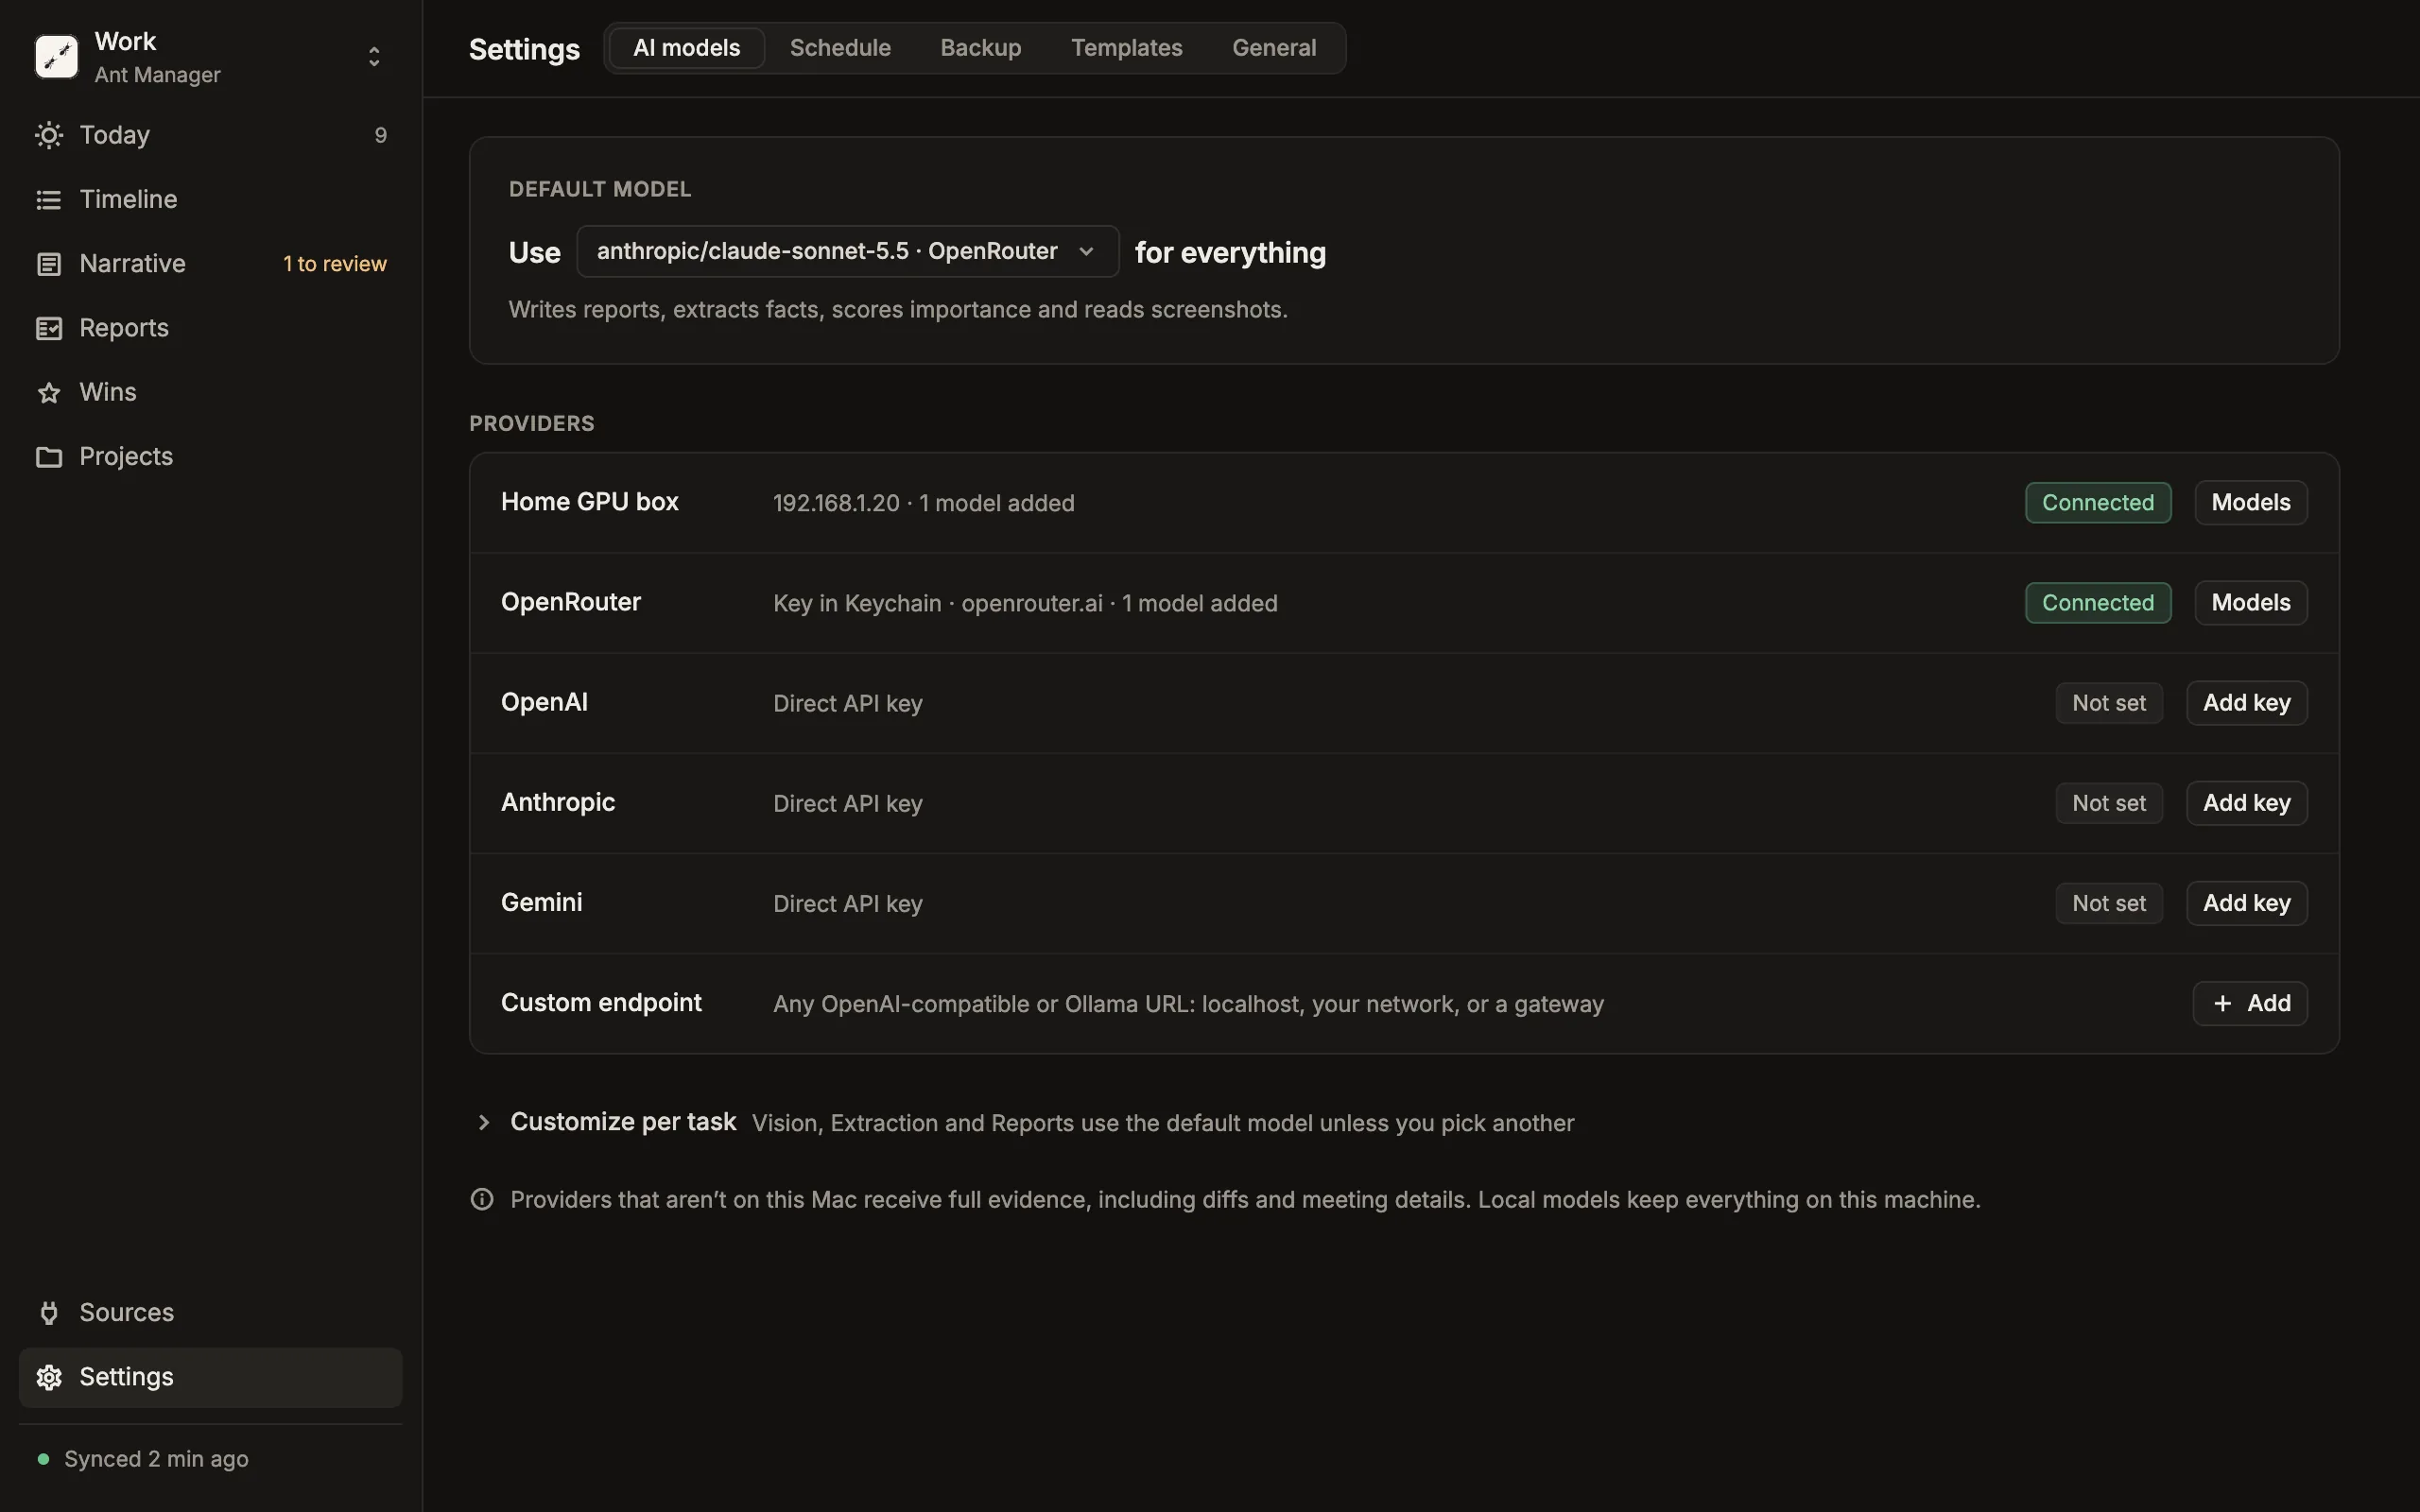 Work
Ant Manager
Today 9
Timeline
Narrative 1 to review
Reports
Wins
Projects
Sources
Settings
Synced 2 min ago
Settings AI models Schedule Backup Templates General
DEFAULT MODEL
Use anthropic/claude-sonnet-5.5 · OpenRouter for everything
Writes reports, extracts facts, scores importance and reads screenshots.
PROVIDERS
Home GPU box 192.168.1.20 · 1 model added Connected Models
OpenRouter Key in Keychain · openrouter.ai · 1 model added Connected Models
OpenAI Direct API key Not set Add key
Anthropic Direct API key Not set Add key
Gemini Direct API key Not set Add key
Custom endpoint Any OpenAI-compatible or Ollama URL: localhost, your network, or a gateway + Add
Customize per task Vision, Extraction and Reports use the default model unless you pick another
Providers that aren’t on this Mac receive full evidence, including diffs and meeting details. Local models keep everything on this machine.